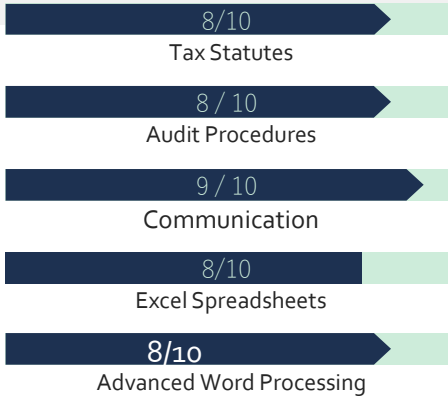 8/10
Tax Statutes
8 / 10
Audit Procedures
9 / 10
Communication
8/10
Excel Spreadsheets
8/10
Advanced Word Processing